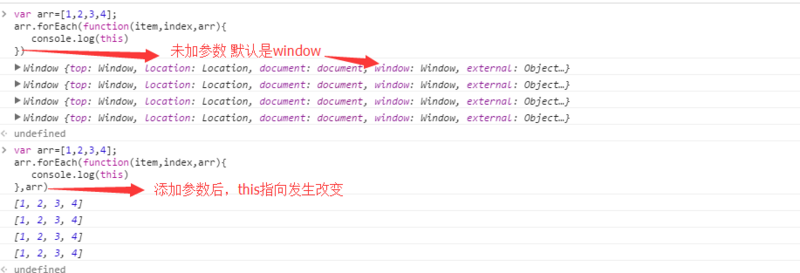 > var arr=[1,2,3,4];
arr.forEach(function(item,index,arr){
console.log(this)
})
未加参数 默认是window
▶Window {top: Window, location: Location, document: document, window: Window, external: Object…}
▶Window {top: Window, location: Location, document: document, window: Window, external: Object…}
▶Window {top: Window, location: Location, document: document, window: Window, external: Object…}
▶Window {top: Window, location: Location, document: document, window: Window, external: Object…}
undefined
> var arr=[1,2,3,4];
arr.forEach(function(item,index,arr){
console.log(this)
},arr)
添加参数后，this指向发生改变
[1, 2, 3, 4]
[1, 2, 3, 4]
[1, 2, 3, 4]
[1, 2, 3, 4]
undefined